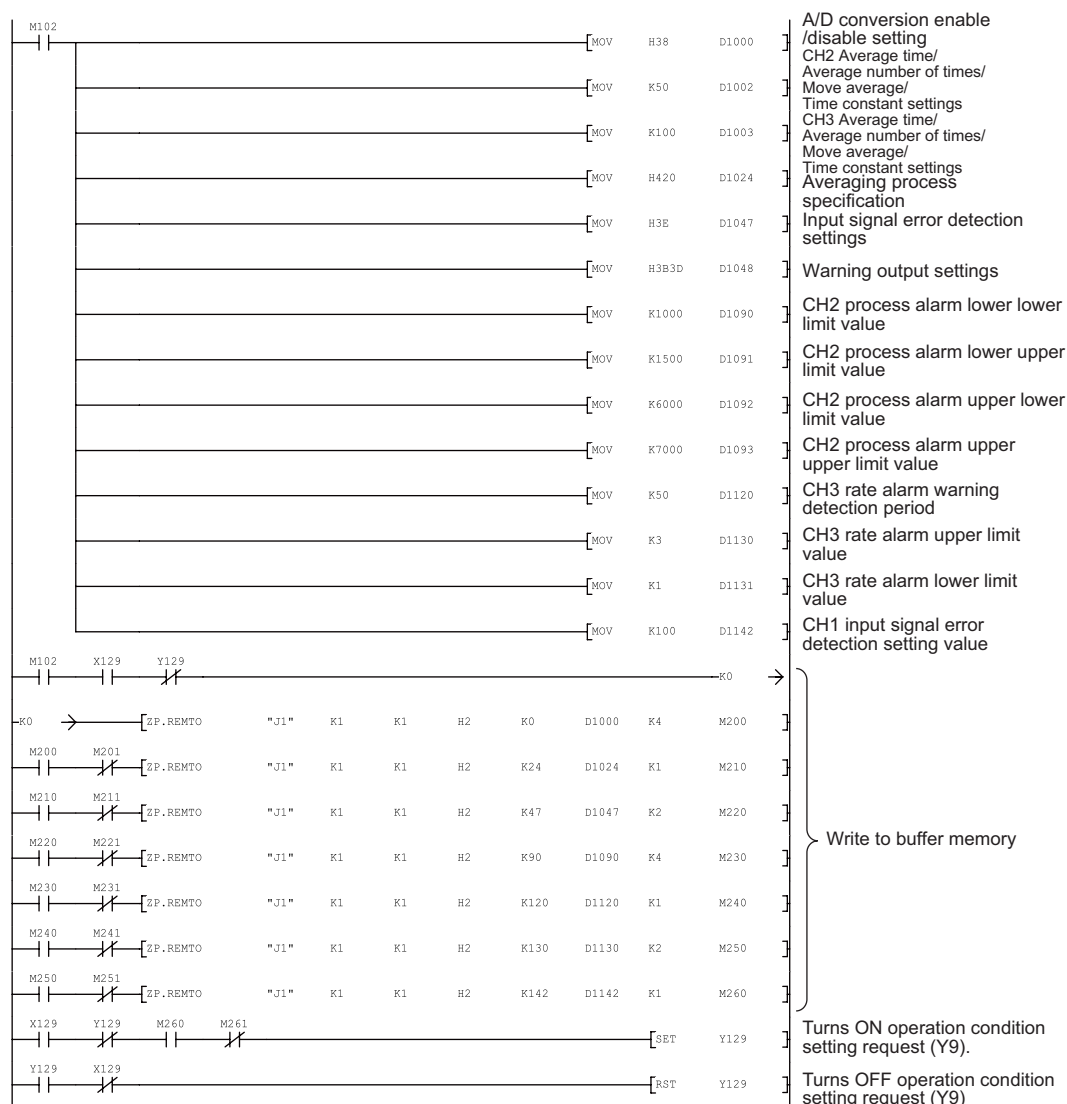 M102
MOV H38 D1000
A/D conversion enable
/disable setting
MOV K50 D1002
CH2 Average time/
Average number of times/
Move average/
Time constant settings
MOV K100 D1003
CH3 Average time/
Average number of times/
Move average/
Time constant settings
MOV H420 D1024
Averaging process
specification
MOV H3E D1047
Input signal error detection
settings
MOV H3B3D D1048
Warning output settings
MOV K1000 D1090
CH2 process alarm lower lower
limit value
MOV K1500 D1091
CH2 process alarm lower upper
limit value
MOV K6000 D1092
CH2 process alarm upper lower
limit value
MOV K7000 D1093
CH2 process alarm upper
upper limit value
MOV K50 D1120
CH3 rate alarm warning
detection period
MOV K3 D1130
CH3 rate alarm upper limit
value
MOV K1 D1131
CH3 rate alarm lower limit
value
MOV K100 D1142
CH1 input signal error
detection setting value
M102 X129 Y129
K0
K0 ZP.REMTO "J1" K1 K1 H2 K0 D1000 K4 M200
M200 M201
ZP.REMTO "J1" K1 K1 H2 K24 D1024 K1 M210
M210 M211
ZP.REMTO "J1" K1 K1 H2 K47 D1047 K2 M220
Write to buffer memory
M220 M221
ZP.REMTO "J1" K1 K1 H2 K90 D1090 K4 M230
M230 M231
ZP.REMTO "J1" K1 K1 H2 K120 D1120 K1 M240
M240 M241
ZP.REMTO "J1" K1 K1 H2 K130 D1130 K2 M250
M250 M251
ZP.REMTO "J1" K1 K1 H2 K142 D1142 K1 M260
X129 Y129 M260 M261
SET Y129
Turns ON operation condition
setting request (Y9).
Y129 X129
RST Y129
Turns OFF operation condition
setting request (Y9)